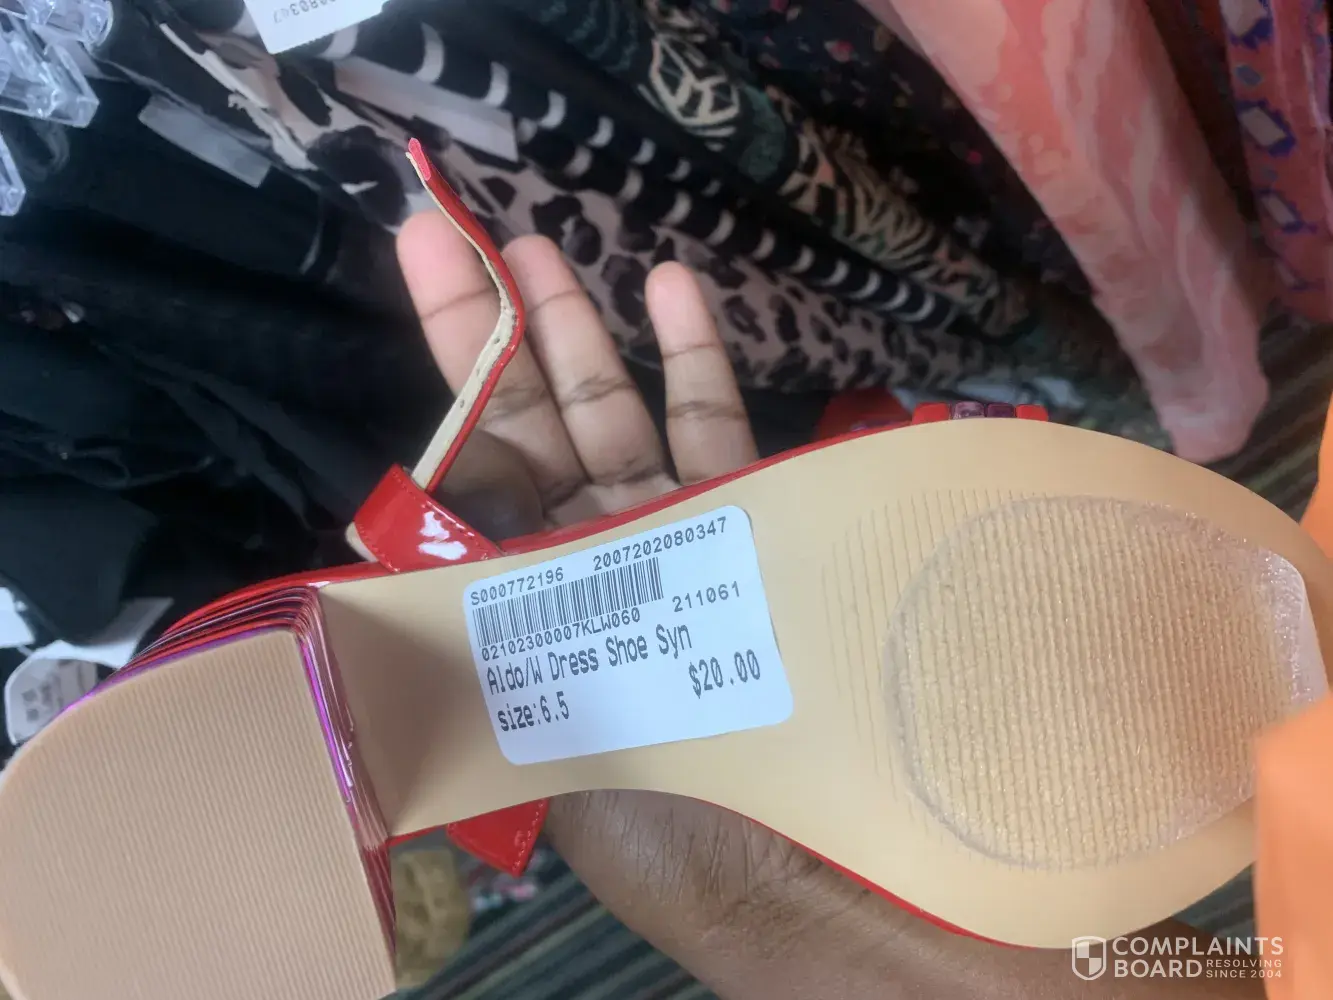 S000772196 2007202080347
02102300007KLW060 211061
Aldo/W Dress Shoe Syn
size:6.5 $20.00
COMPLAINTS
BOARD RESOLVING
SINCE 2004